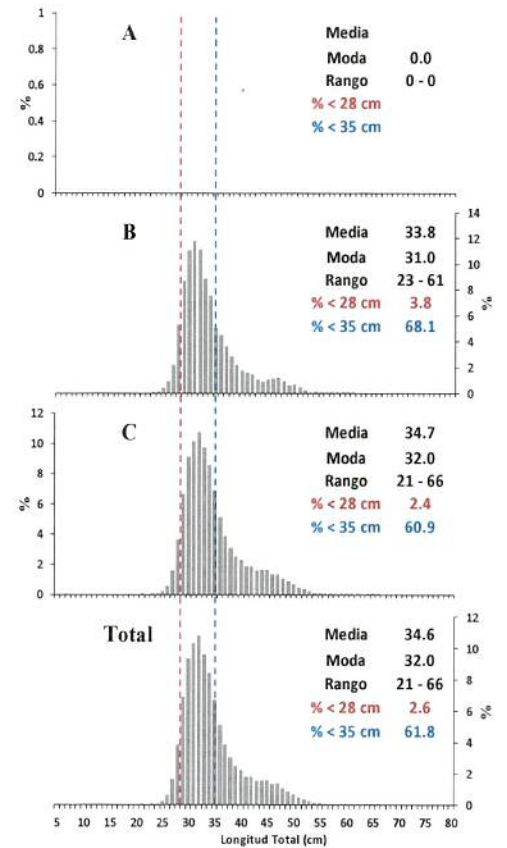 A
Media
Moda 0.0
Rango 0 - 0
% < 28 cm
% < 35 cm
1
0.8
0.6
0.4
0.2
0
%
B
Media 33.8
Moda 31.0
Rango 23 - 61
% < 28 cm 3.8
% < 35 cm 68.1
14
12
10
8
6
4
2
0
%
C
Media 34.7
Moda 32.0
Rango 21 - 66
% < 28 cm 2.4
% < 35 cm 60.9
12
10
8
6
4
2
0
%
Total
Media 34.6
Moda 32.0
Rango 21 - 66
% < 28 cm 2.6
% < 35 cm 61.8
12
10
8
6
4
2
0
%
5 10 15 20 25 30 35 40 45 50 55 60 65 70 75 80
Longitud Total (cm)